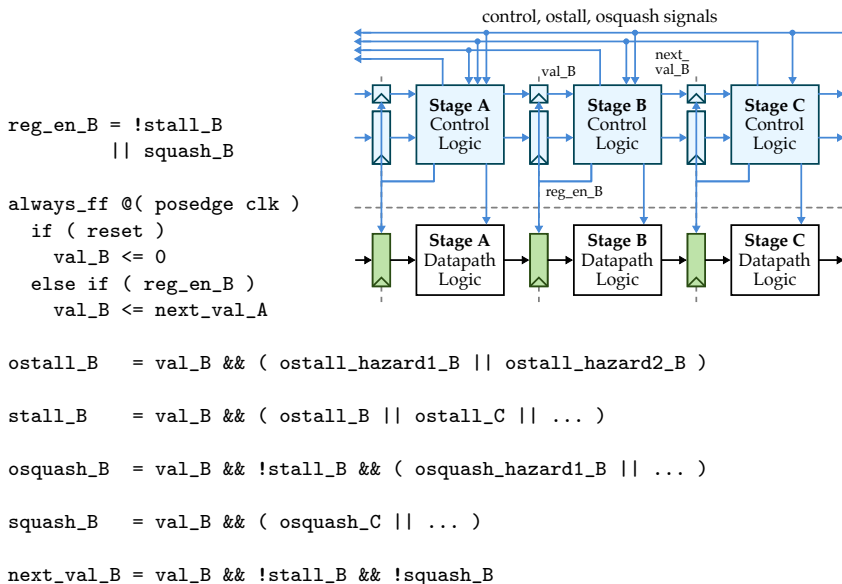 control, ostall, osquash signals
val_B
next_
val_B
Stage A
Control
Logic
Stage B
Control
Logic
Stage C
Control
Logic
reg_en_B
Stage A
Datapath
Logic
Stage B
Datapath
Logic
Stage C
Datapath
Logic
reg_en_B = !stall_B
|| squash_B
always_ff @( posedge clk )
if ( reset )
val_B <= 0
else if ( reg_en_B )
val_B <= next_val_A
ostall_B = val_B && ( ostall_hazard1_B || ostall_hazard2_B )
stall_B = val_B && ( ostall_B || ostall_C || ... )
osquash_B = val_B && !stall_B && ( osquash_hazard1_B || ... )
squash_B = val_B && ( osquash_C || ... )
next_val_B = val_B && !stall_B && !squash_B